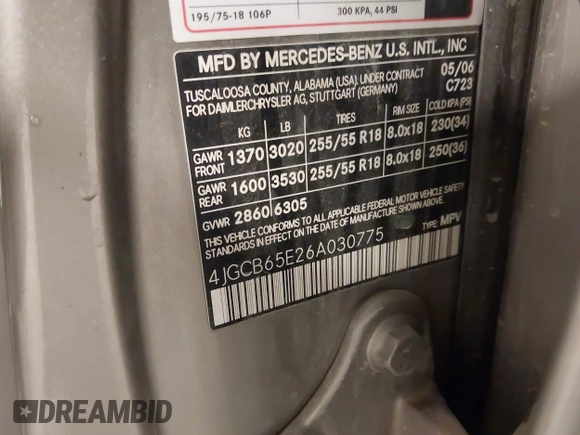 195/75-18 106P 300 KPA, 44 PSI
MFD BY MERCEDES-BENZ U.S. INTL., INC
TUSCALOOSA COUNTY, ALABAMA (USA): UNDER CONTRACT 05/06
FOR DAIMLERCHRYSLER AG, STUTTGART (GERMANY) C723
KG LB TIRES RIM SIZE COLD KPA (PSI)
GAWR FRONT 1370 3020 255/55 R18 8.0x18 230(34)
GAWR REAR 1600 3530 255/55 R18 8.0x18 250(36)
GVWR 2860 6305
THIS VEHICLE CONFORMS TO ALL APPLICABLE FEDERAL MOTOR VEHICLE SAFETY
STANDARDS IN EFFECT ON THE DATE OF MANUFACTURE SHOWN ABOVE.
4JGCB65E26A030775 TYPE: MPV
DREAMBID